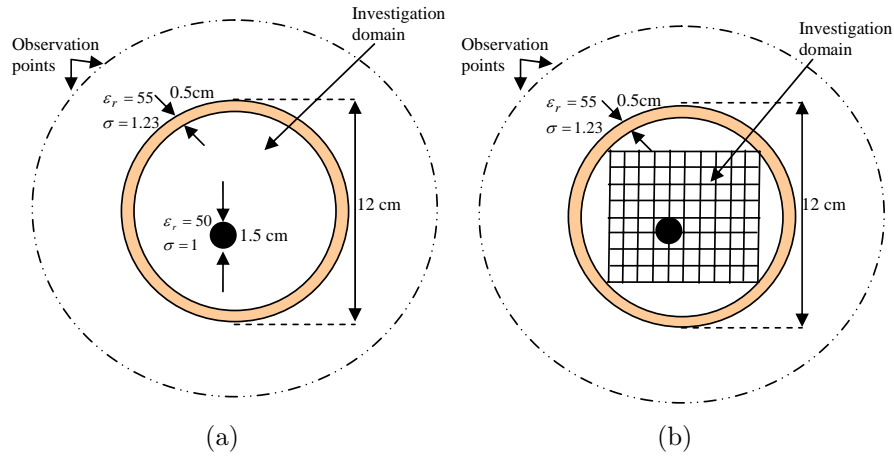 Observation
points
Investigation
domain
εᵣ = 55
σ = 1.23
0.5cm
12 cm
εᵣ = 50
σ = 1
1.5 cm
(a)
Observation
points
Investigation
domain
εᵣ = 55
σ = 1.23
0.5cm
12 cm
(b)